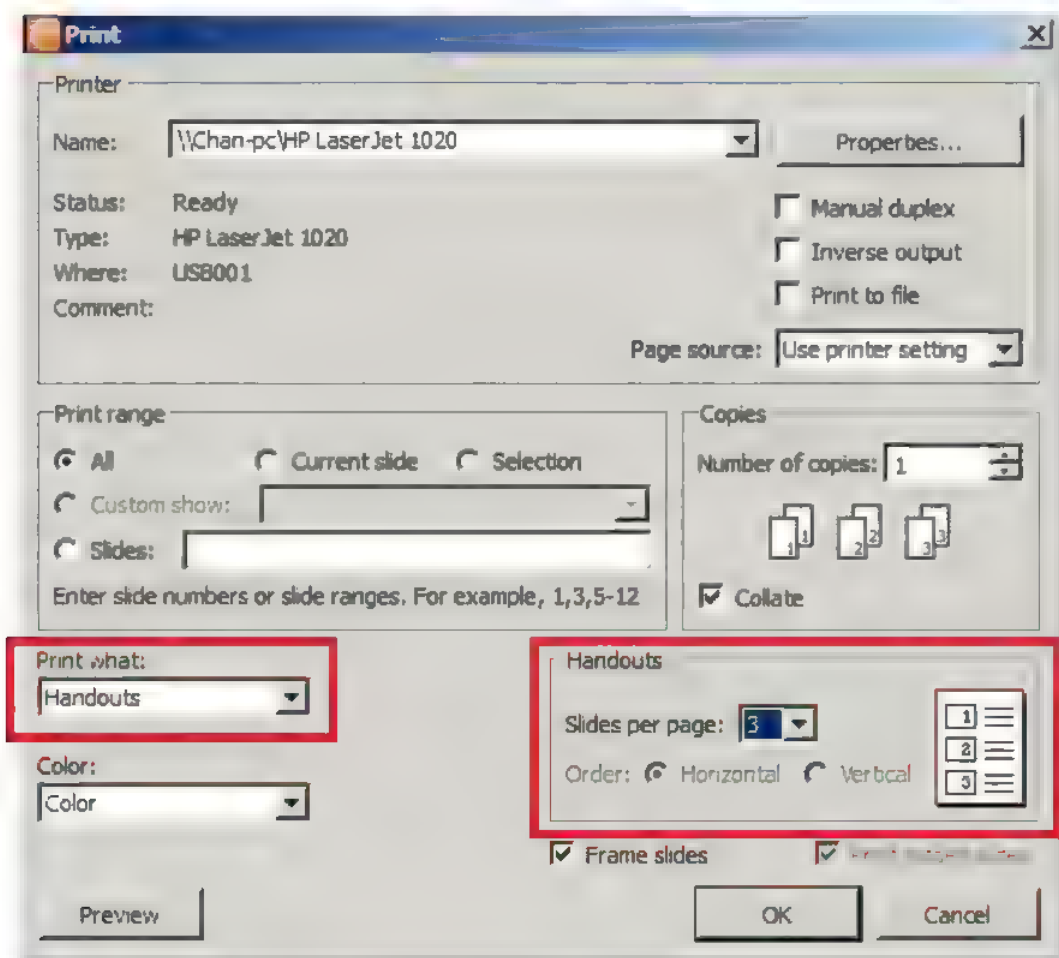 Print
Printer
Name: \\Chan-pc\HP LaserJet 1020 Properties...
Status: Ready
Type: HP LaserJet 1020
Where: USB001
Comment:
Manual duplex
Inverse output
Print to file
Page source: Use printer setting
Print range
All Current slide Selection
Custom show:
Slides:
Enter slide numbers or slide ranges. For example, 1,3,5-12
Copies
Number of copies: 1
1 1 2 2 3 3
Collate
Print what:
Handouts
Color:
Color
Handouts
Slides per page: 3
Order: Horizontal Vertical
1
2
3
Frame slides
Preview OK Cancel